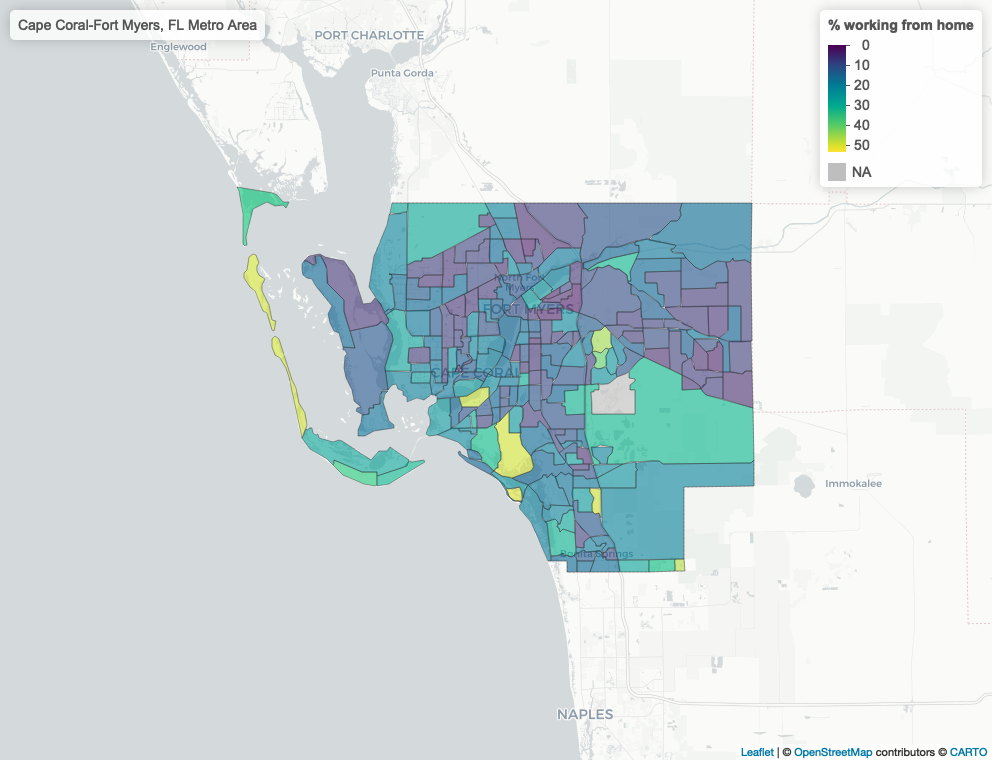 Cape Coral-Fort Myers, FL Metro Area
% working from home
0
10
20
30
40
50
NA
Englewood
PORT CHARLOTTE
Punta Gorda
North Fort
Myers
FORT MYERS
CAPE CORAL
Immokalee
Bonita Springs
NAPLES
Leaflet | © OpenStreetMap contributors © CARTO